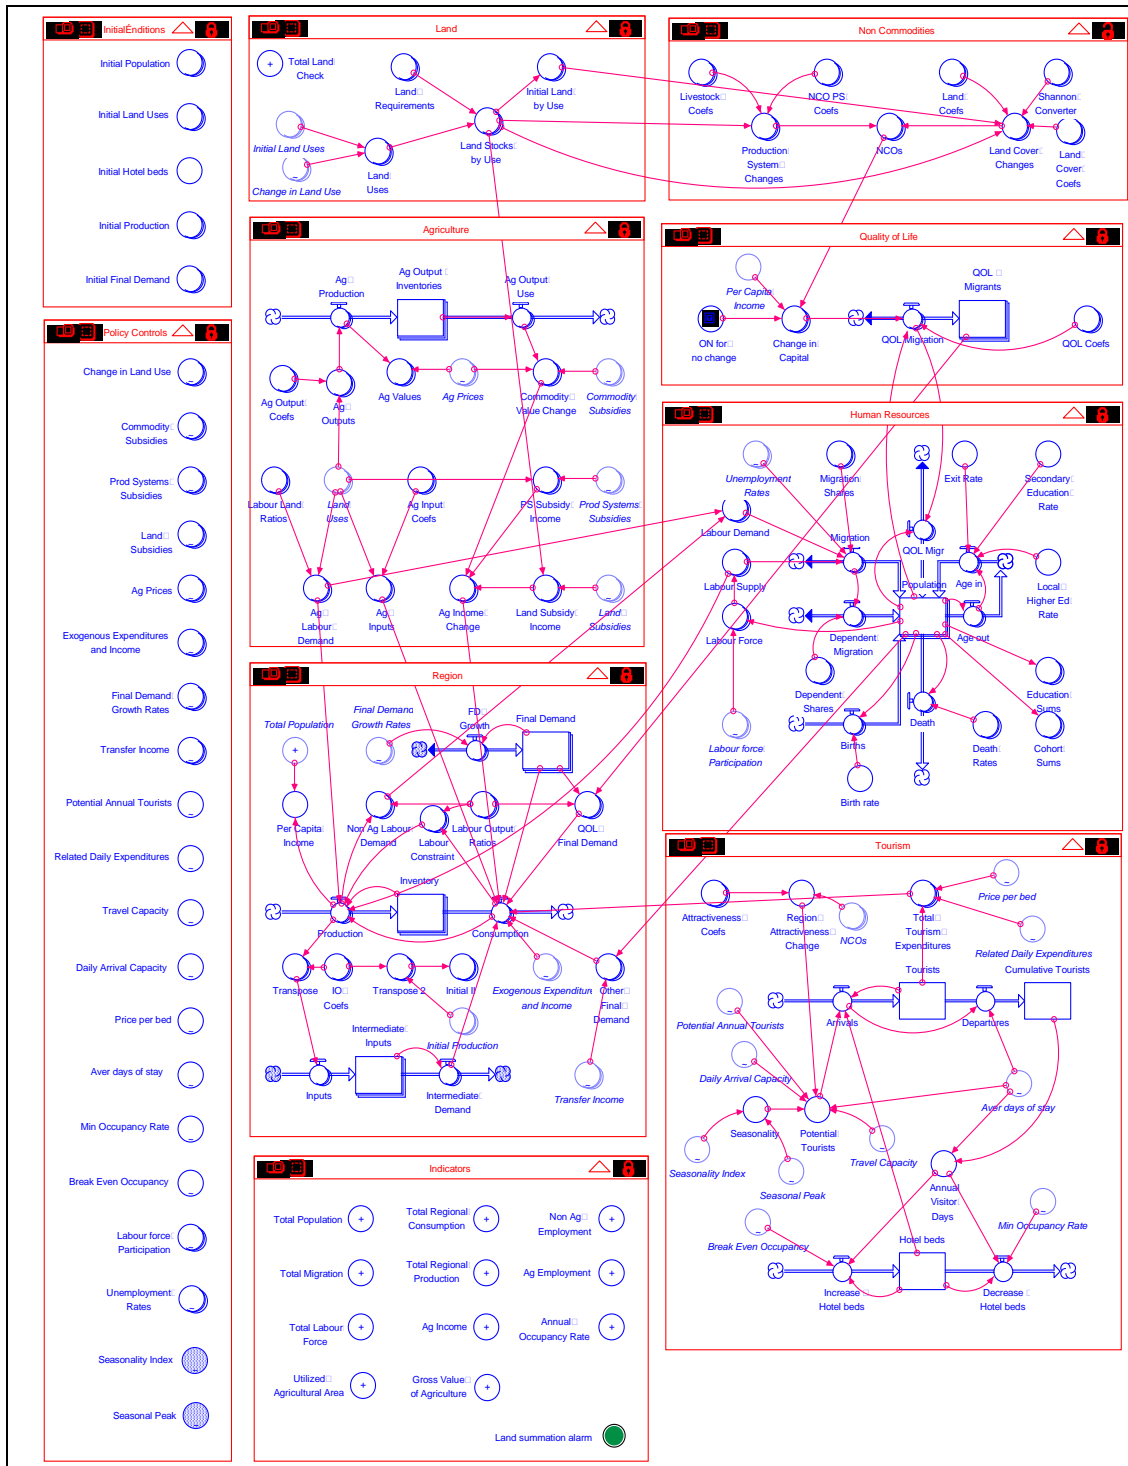 Initial Conditions
Initial Population
Initial Land Uses
Initial Hotel beds
Initial Production
Initial Final Demand
Policy Controls
Change in Land Use
Commodity
Subsidies
Prod Systems
Subsidies
Land
Subsidies
Ag Prices
Exogenous Expenditures
and Income
Final Demand
Growth Rates
Transfer Income
Potential Annual Tourists
Related Daily Expenditures
Travel Capacity
Daily Arrival Capacity
Price per bed
Aver days of stay
Min Occupancy Rate
Break Even Occupancy
Labour force
Participation
Unemployment
Rates
Seasonality Index
Seasonal Peak
Land
Total Land
Check
Land
Requirements
Initial Land
by Use
Initial Land Uses
Land Stocks
by Use
Land
Uses
Change in Land Use
Non Commodities
Livestock
Coefs
NCO PS
Coefs
Land
Coefs
Shannon
Converter
Production
System
Changes
NCOs
Land Cover
Changes
Land
Cover
Coefs
Agriculture
Ag
Production
Ag Output
Inventories
Ag Output
Use
Ag Output
Coefs
Ag
Outputs
Ag Values
Ag Prices
Commodity
Value Change
Commodity
Subsidies
Labour Land
Ratios
Land
Uses
Ag Input
Coefs
PS Subsidy
Income
Prod Systems
Subsidies
Ag
Labour
Demand
Ag
Inputs
Ag Income
Change
Land Subsidy
Income
Land
Subsidies
Quality of Life
Per Capita
Income
QOL
Migrants
ON for
no change
Change in
Capital
QOL Migration
QOL Coefs
Human Resources
Unemployment
Rates
Migration
Shares
Exit Rate
Secondary
Education
Rate
Labour Demand
Migration
QOL Migr
Labour Supply
Population
Age in
Local
Higher Ed
Rate
Labour Force
Dependent
Migration
Age out
Dependent
Shares
Education
Sums
Labour force
Participation
Births
Death
Death
Rates
Cohort
Sums
Birth rate
Region
Total Population
Final Demand
Growth Rates
FD
Growth
Final Demand
Per Capita
Income
Non Ag Labour
Demand
Labour
Constraint
Labour Output
Ratios
QOL
Final Demand
Inventory
Production
Consumption
Transpose
IO
Coefs
Transpose 2
Initial II
Exogenous Expenditure
and Income
Other
Final
Demand
Intermediate
Inputs
Initial Production
Inputs
Intermediate
Demand
Transfer Income
Tourism
Attractiveness
Coefs
Region
Attractiveness
Change
NCOs
Total
Tourism
Expenditures
Price per bed
Related Daily Expenditures
Tourists
Cumulative Tourists
Potential Annual Tourists
Arrivals
Departures
Daily Arrival Capacity
Aver days of stay
Seasonality
Potential
Tourists
Travel Capacity
Seasonality Index
Seasonal Peak
Annual
Visitor
Days
Min Occupancy Rate
Break Even Occupancy
Hotel beds
Increase
Hotel beds
Decrease
Hotel beds
Indicators
Total Population
Total Regional
Consumption
Non Ag
Employment
Total Migration
Total Regional
Production
Ag Employment
Total Labour
Force
Ag Income
Annual
Occupancy Rate
Utilized
Agricultural Area
Gross Value
of Agriculture
Land summation alarm